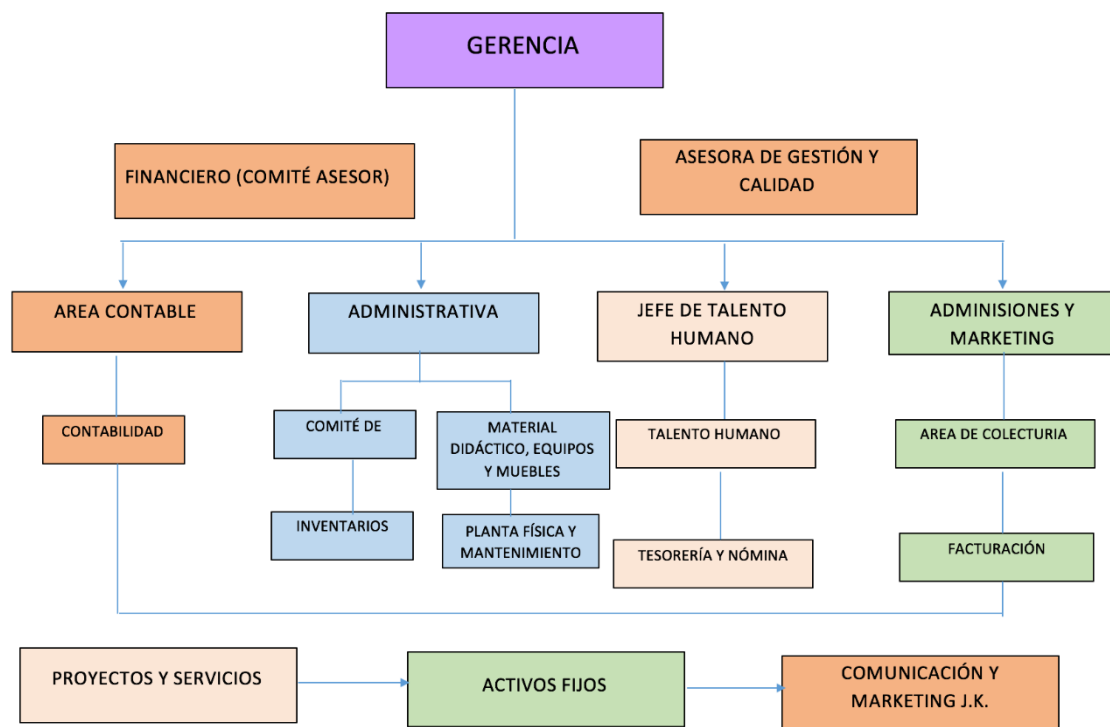 GERENCIA
FINANCIERO (COMITÉ ASESOR)
ASESORA DE GESTIÓN Y
CALIDAD
AREA CONTABLE
ADMINISTRATIVA
JEFE DE TALENTO
HUMANO
ADMINISIONES Y
MARKETING
CONTABILIDAD
COMITÉ DE
MATERIAL
DIDÁCTICO, EQUIPOS
Y MUEBLES
TALENTO HUMANO
AREA DE COLECTURIA
INVENTARIOS
PLANTA FÍSICA Y
MANTENIMIENTO
TESORERÍA Y NÓMINA
FACTURACIÓN
PROYECTOS Y SERVICIOS
ACTIVOS FIJOS
COMUNICACIÓN Y
MARKETING J.K.